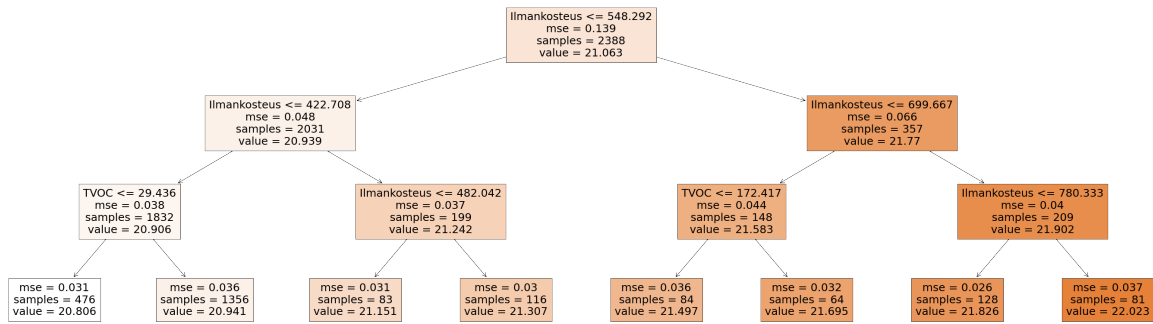 Ilmankosteus <= 548.292
mse = 0.139
samples = 2388
value = 21.063
Ilmankosteus <= 422.708
mse = 0.048
samples = 2031
value = 20.939
Ilmankosteus <= 699.667
mse = 0.066
samples = 357
value = 21.77
TVOC <= 29.436
mse = 0.038
samples = 1832
value = 20.906
Ilmankosteus <= 482.042
mse = 0.037
samples = 199
value = 21.242
TVOC <= 172.417
mse = 0.044
samples = 148
value = 21.583
Ilmankosteus <= 780.333
mse = 0.04
samples = 209
value = 21.902
mse = 0.031
samples = 476
value = 20.806
mse = 0.036
samples = 1356
value = 20.941
mse = 0.031
samples = 83
value = 21.151
mse = 0.03
samples = 116
value = 21.307
mse = 0.036
samples = 84
value = 21.497
mse = 0.032
samples = 64
value = 21.695
mse = 0.026
samples = 128
value = 21.826
mse = 0.037
samples = 81
value = 22.023